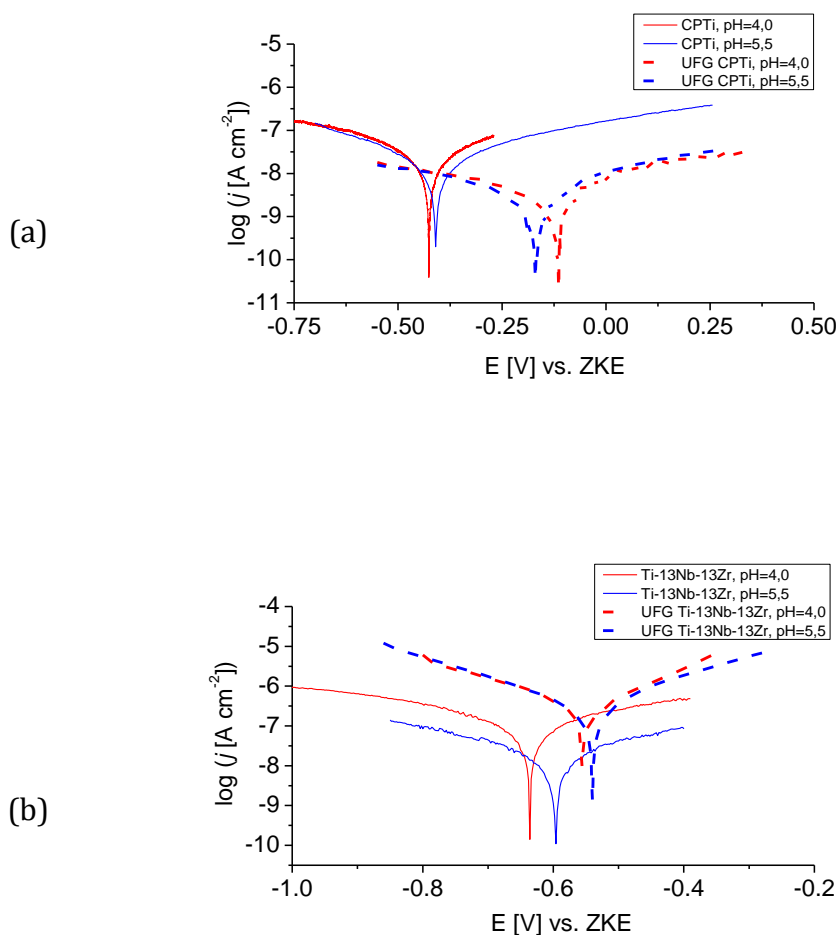 CPTi, pH=4,0
CPTi, pH=5,5
UFG CPTi, pH=4,0
UFG CPTi, pH=5,5
-5
-6
-7
-8
-9
-10
-11
log (j [A cm⁻²])
(a)
-0.75 -0.50 -0.25 0.00 0.25 0.50
E [V] vs. ZKE
Ti-13Nb-13Zr, pH=4,0
Ti-13Nb-13Zr, pH=5,5
UFG Ti-13Nb-13Zr, pH=4,0
UFG Ti-13Nb-13Zr, pH=5,5
-4
-5
-6
-7
-8
-9
-10
log (j [A cm⁻²])
(b)
-1.0 -0.8 -0.6 -0.4 -0.2
E [V] vs. ZKE